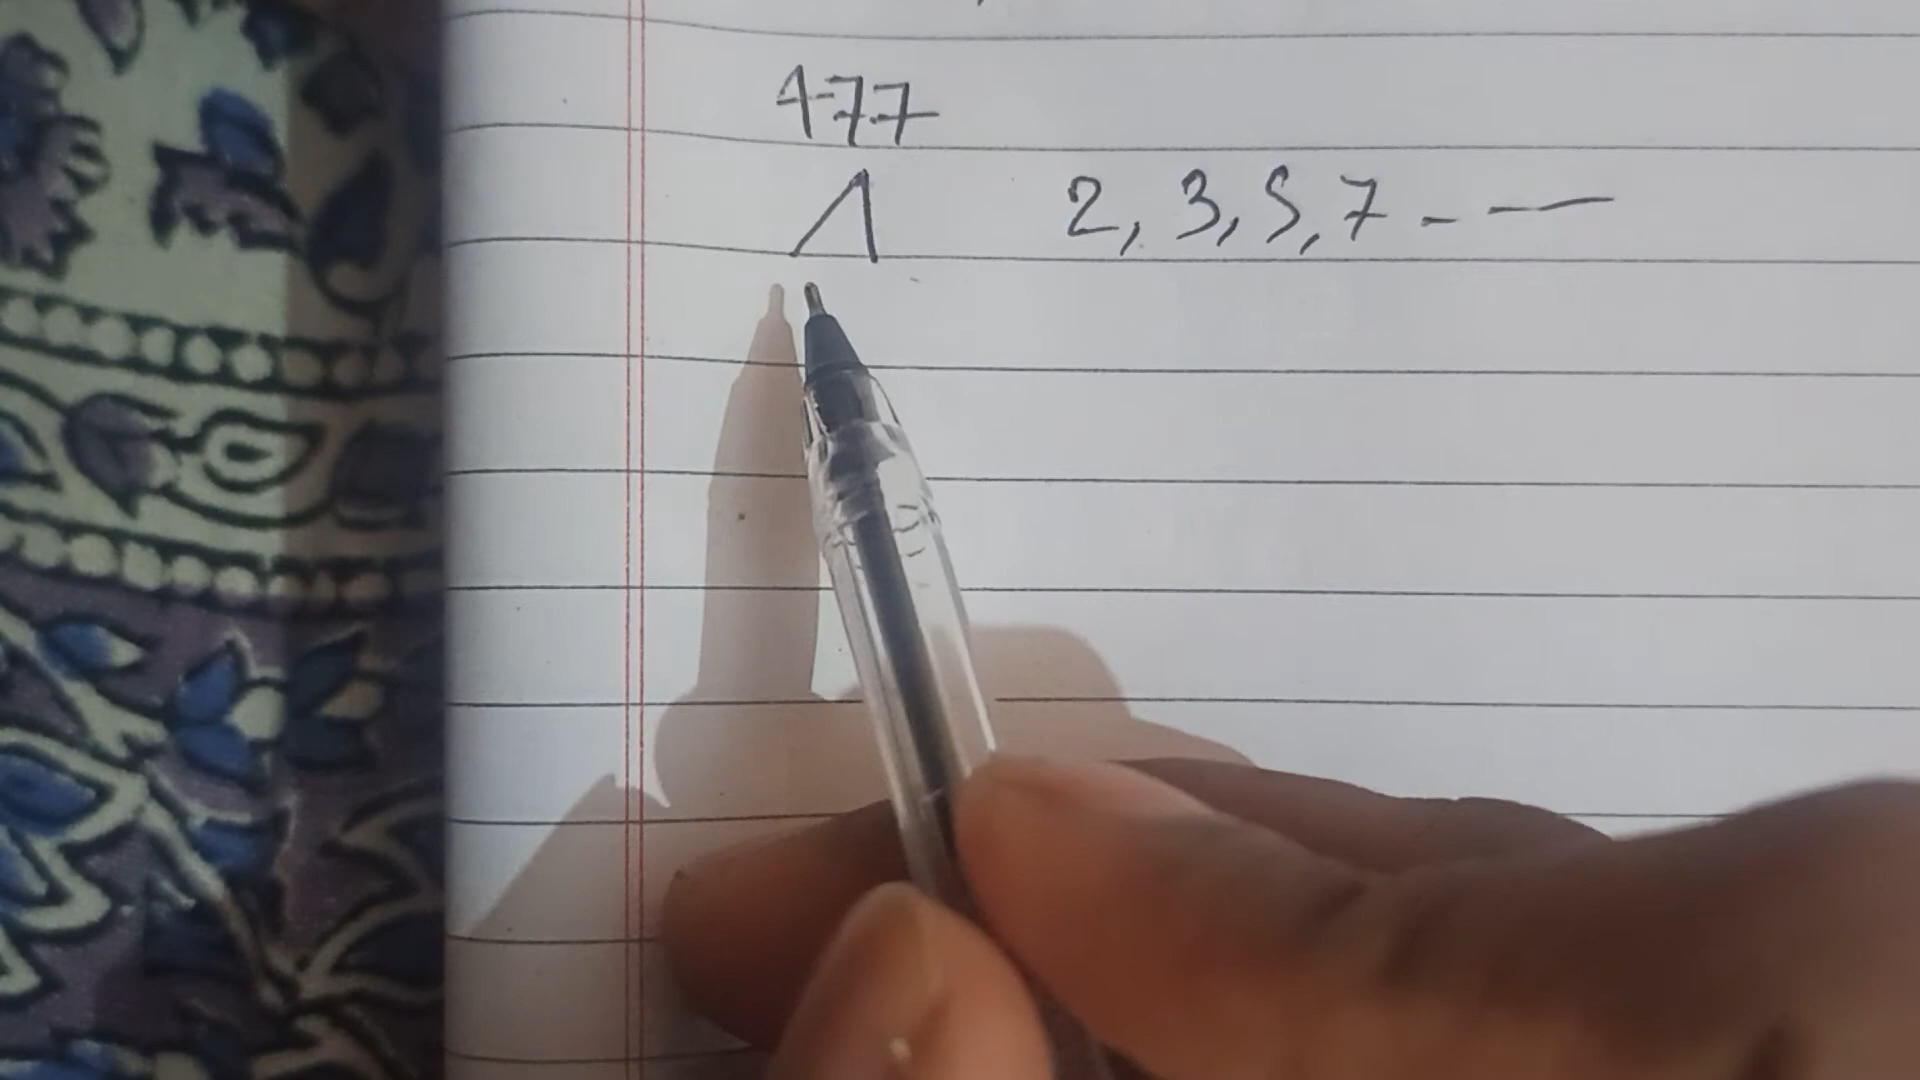 477
2, 3, 5, 7 - —